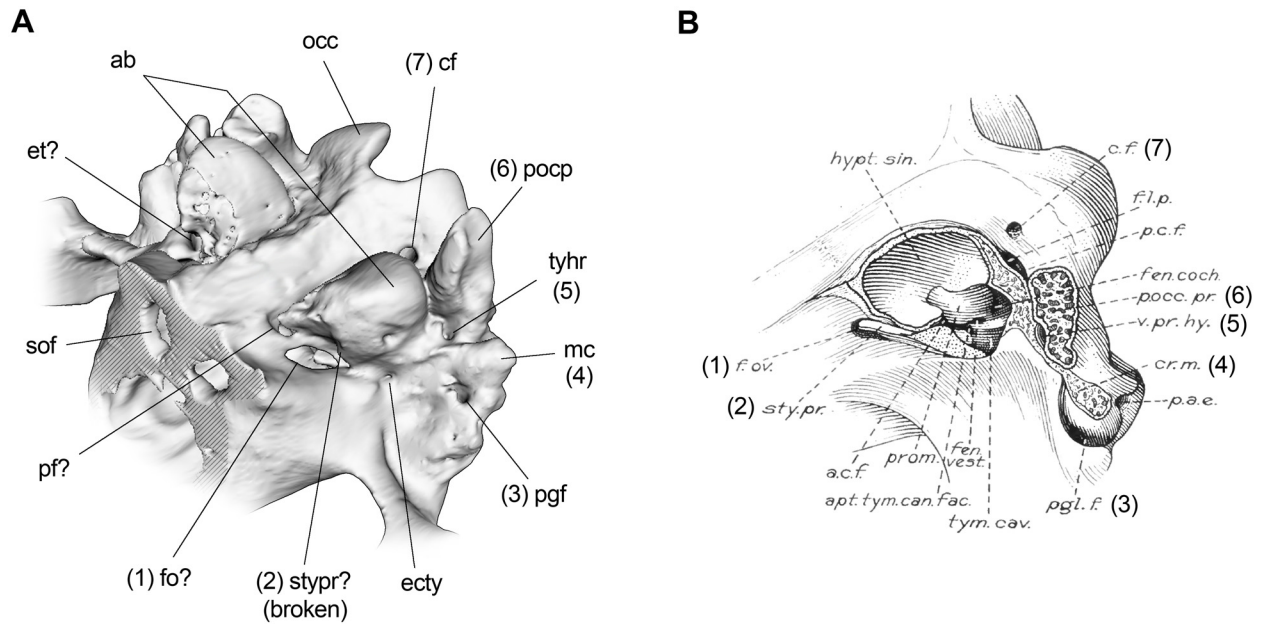 A
B
occ
ab
(7) cf
et?
(6) pocp
tyhr
(5)
sof
mc
(4)
pf?
(3) pgf
(1) fo?
(2) stypr?
(broken)
ecty
hypt. sin.
c.f. (7)
f.l.p.
p.c.f.
fen.coch.
pocc. pr. (6)
v. pr. hy. (5)
(1) f. ov.
cr. m. (4)
(2) sty. pr.
p.a.e.
a.c.f.
prom.
fen.
vest.
apt. tym. can. fac.
pgl. f. (3)
tym. cav.